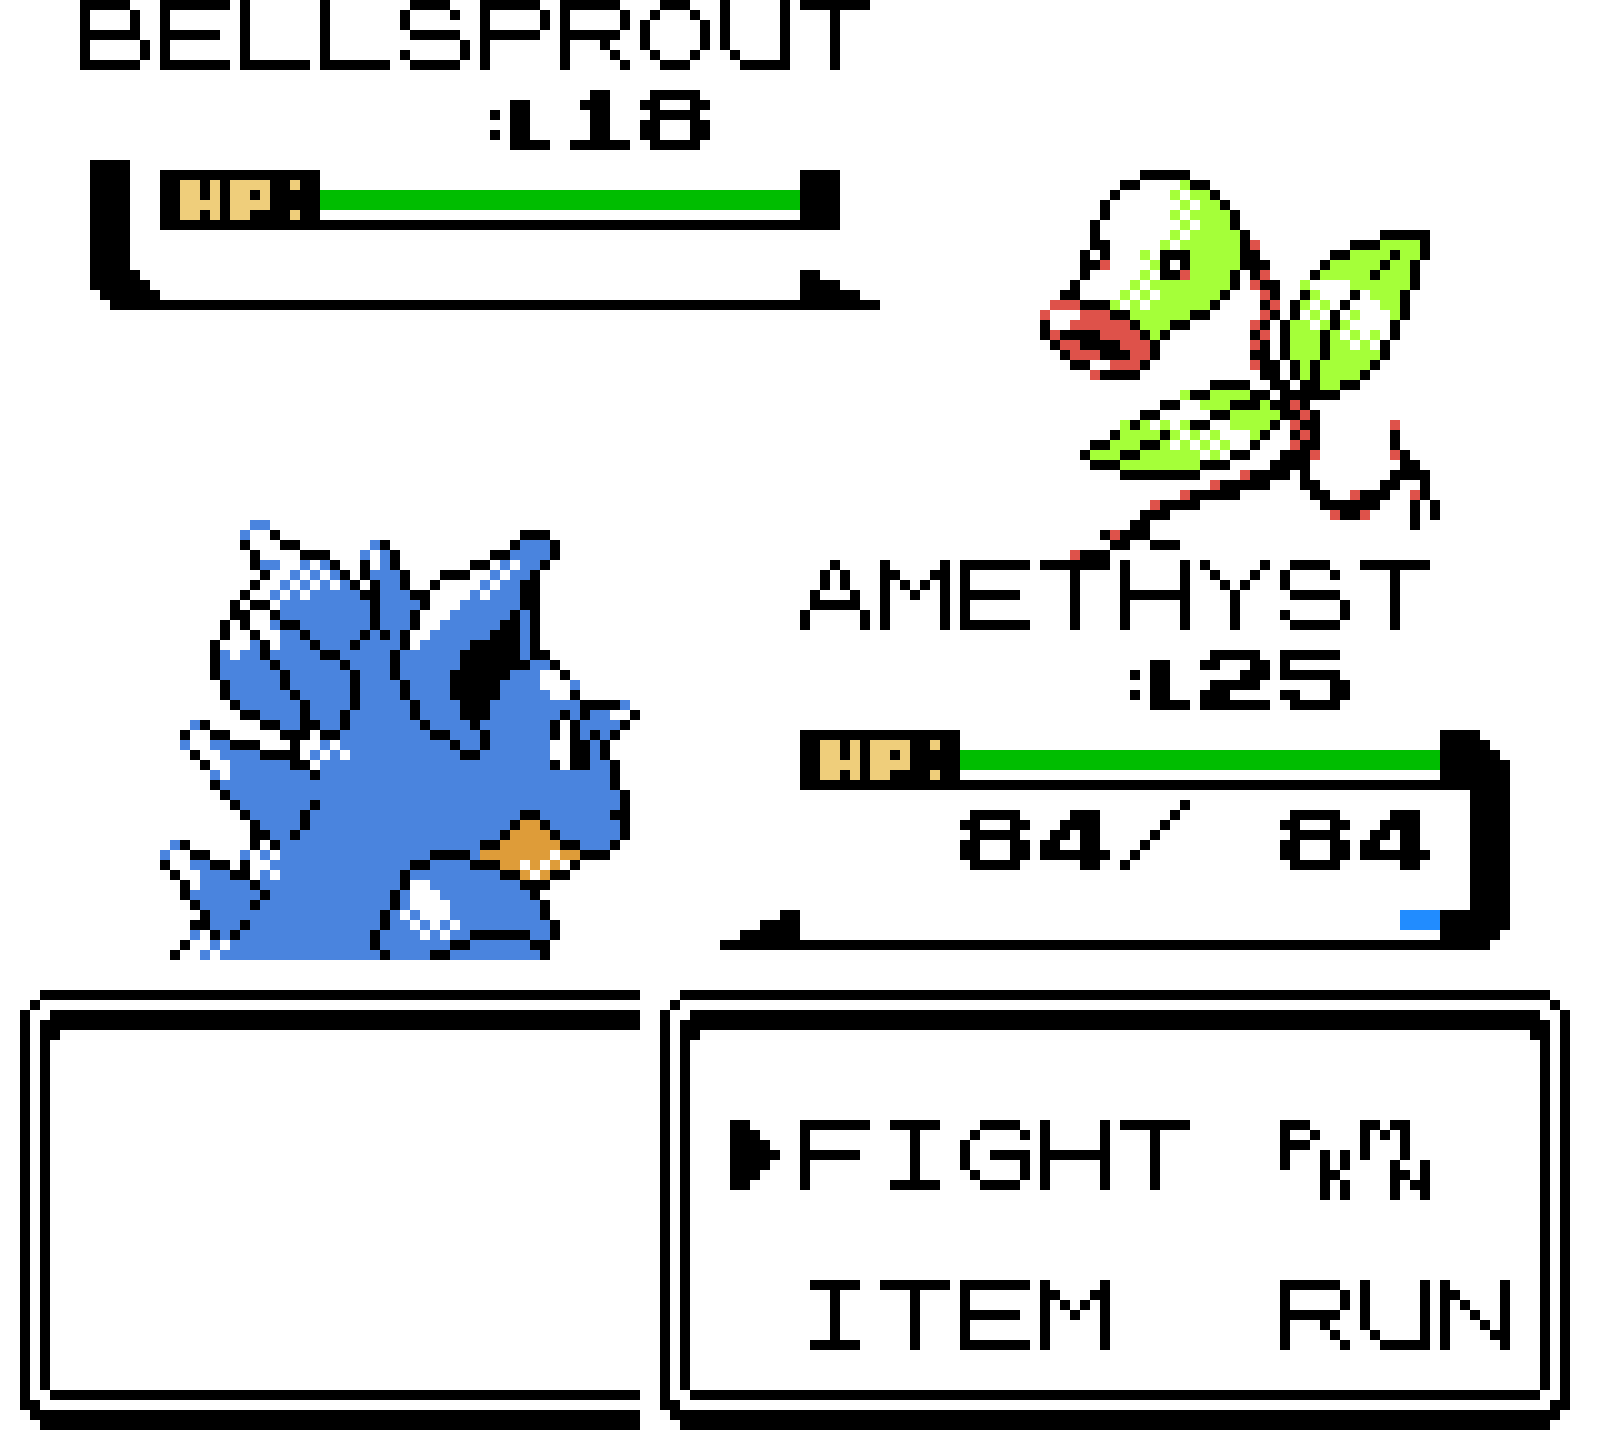 BELLSPROUT
:L18
HP:
AMETHYST
:L25
HP:
84/ 84
▶FIGHT PKMN
ITEM RUN